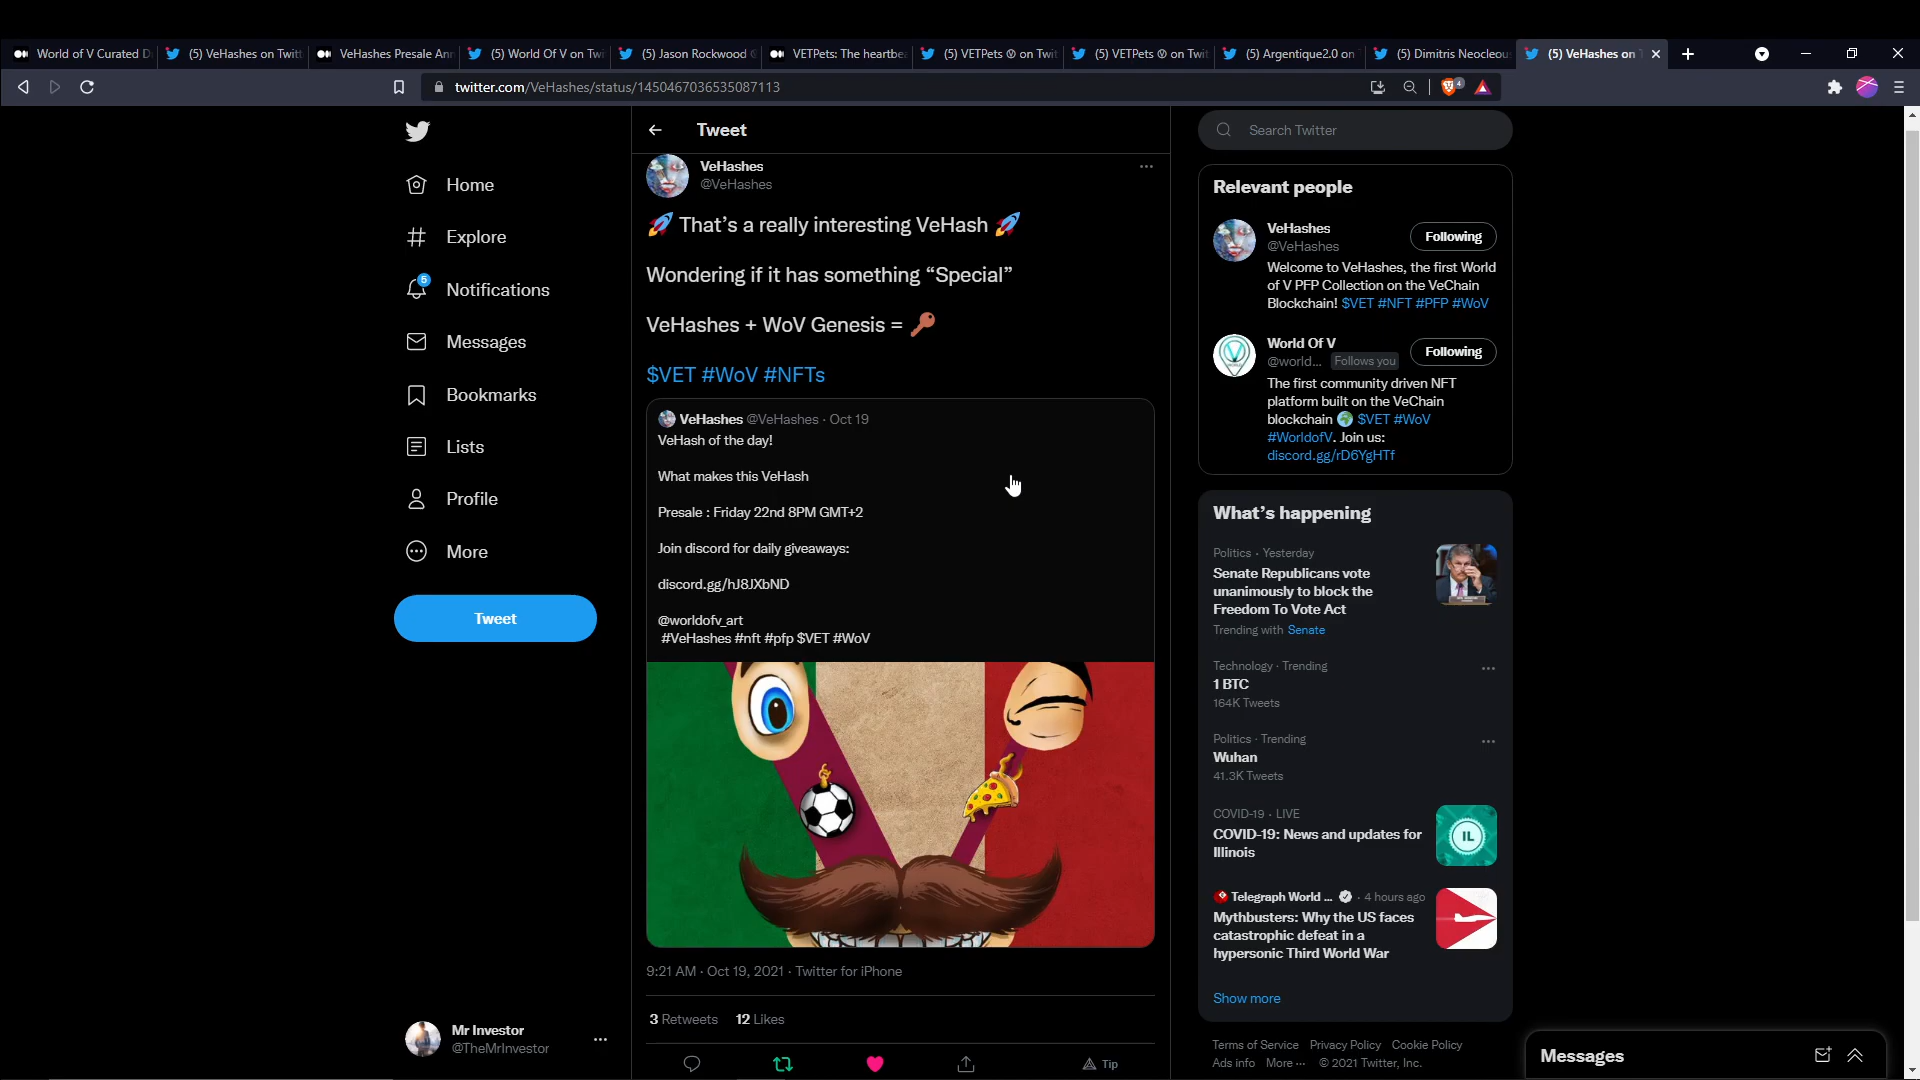 World of V Curated D
(5) VeHashes on Twitt
VeHashes Presale Ann
(5) World Of V on Twi
(5) Jason Rockwood
VETPets: The heartbea
(5) VETPets Ⓥ on Twit
(5) VETPets Ⓥ on Twi
(5) Argentique2.0 on
(5) Dimitris Neocleou
(5) VeHashes on T
twitter.com/VeHashes/status/1450467036535087113
4
Home
Explore
5
Notifications
Messages
Bookmarks
Lists
Profile
More
Tweet
Mr Investor
@TheMrInvestor
Tweet
VeHashes
@VeHashes
🚀 That's a really interesting VeHash 🚀
Wondering if it has something “Special”
VeHashes + WoV Genesis = 🔑
$VET #WoV #NFTs
VeHashes @VeHashes · Oct 19
VeHash of the day!
What makes this VeHash
Presale : Friday 22nd 8PM GMT+2
Join discord for daily giveaways:
discord.gg/hJ8JXbND
@worldofv_art
#VeHashes #nft #pfp $VET #WoV
9:21 AM · Oct 19, 2021 · Twitter for iPhone
3 Retweets 12 Likes
Tip
Search Twitter
Relevant people
VeHashes
@VeHashes
Following
Welcome to VeHashes, the first World
of V PFP Collection on the VeChain
Blockchain! $VET #NFT #PFP #WoV
World Of V
@world... Follows you
Following
The first community driven NFT
platform built on the VeChain
blockchain 🌍 $VET #WoV
#WorldofV. Join us:
discord.gg/rD6YgHTf
What's happening
Politics · Yesterday
Senate Republicans vote
unanimously to block the
Freedom To Vote Act
Trending with Senate
Technology · Trending
1 BTC
164K Tweets
Politics · Trending
Wuhan
41.3K Tweets
COVID-19 · LIVE
COVID-19: News and updates for
Illinois
IL
Telegraph World ... · 4 hours ago
Mythbusters: Why the US faces
catastrophic defeat in a
hypersonic Third World War
Show more
Terms of Service Privacy Policy Cookie Policy
Ads info More ··· © 2021 Twitter, Inc.
Messages